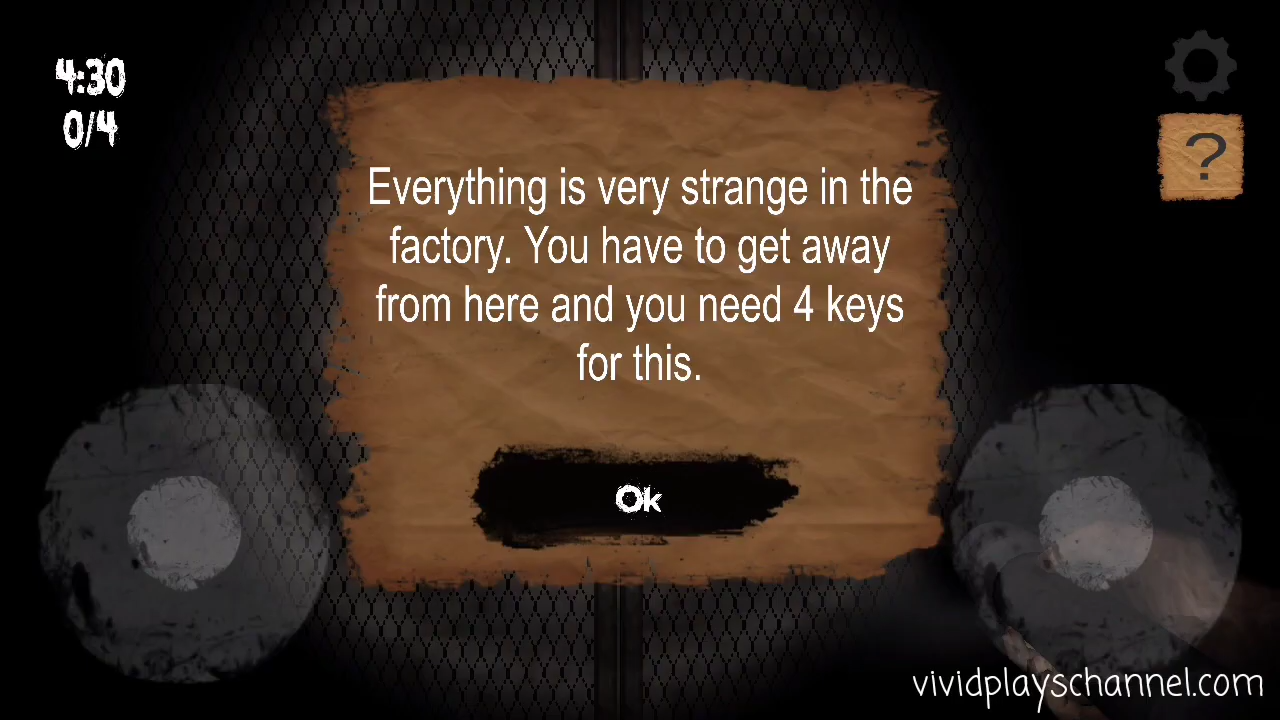 4:30
0/4
?
Everything is very strange in the
factory. You have to get away
from here and you need 4 keys
for this.
Ok
vividplayschannel.com